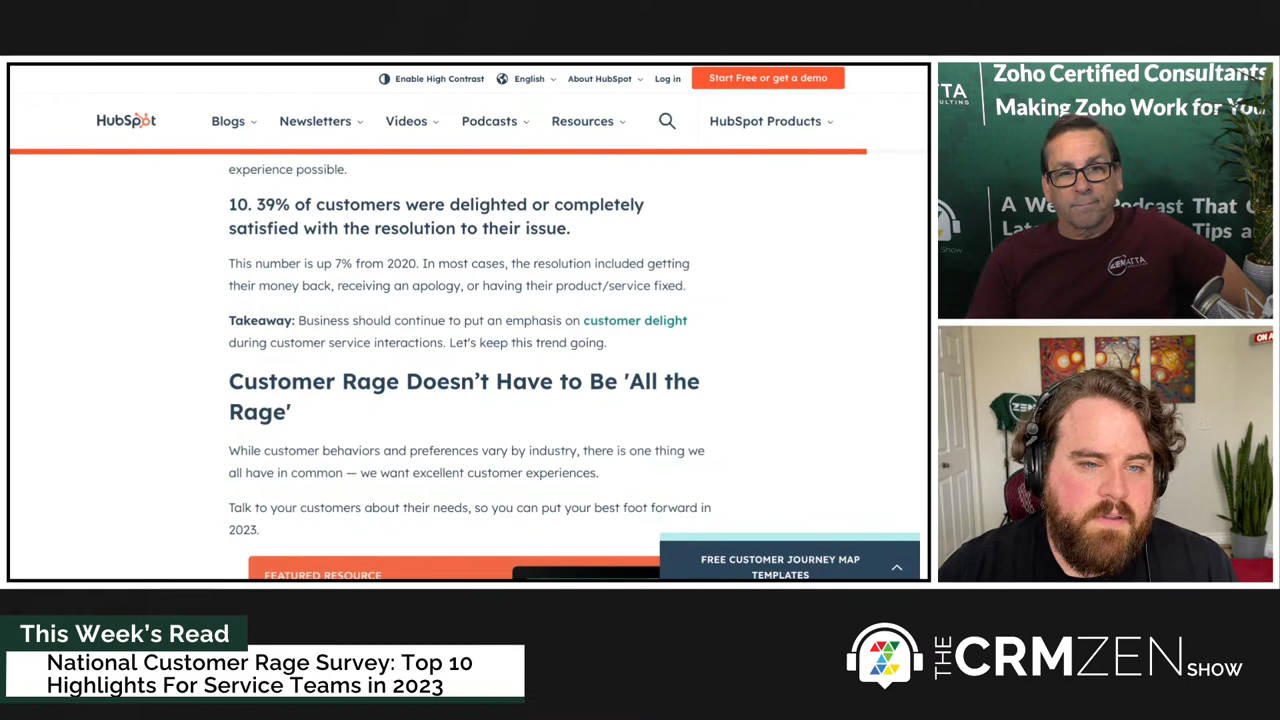 Enable High Contrast English About HubSpot Log in Start Free or get a demo
HubSpot Blogs Newsletters Videos Podcasts Resources HubSpot Products
experience possible.
10. 39% of customers were delighted or completely
satisfied with the resolution to their issue.
This number is up 7% from 2020. In most cases, the resolution included getting
their money back, receiving an apology, or having their product/service fixed.
Takeaway: Business should continue to put an emphasis on customer delight
during customer service interactions. Let's keep this trend going.
Customer Rage Doesn’t Have to Be 'All the
Rage'
While customer behaviors and preferences vary by industry, there is one thing we
all have in common — we want excellent customer experiences.
Talk to your customers about their needs, so you can put your best foot forward in
2023.
FEATURED RESOURCE
FREE CUSTOMER JOURNEY MAP
TEMPLATES
Zoho Certified Consultants
Making Zoho Work for You
A We
Podcast That
Tips a
Show
ZENATTA
ZEN
ON A
This Week’s Read
National Customer Rage Survey: Top 10
Highlights For Service Teams in 2023
THE CRMZEN SHOW